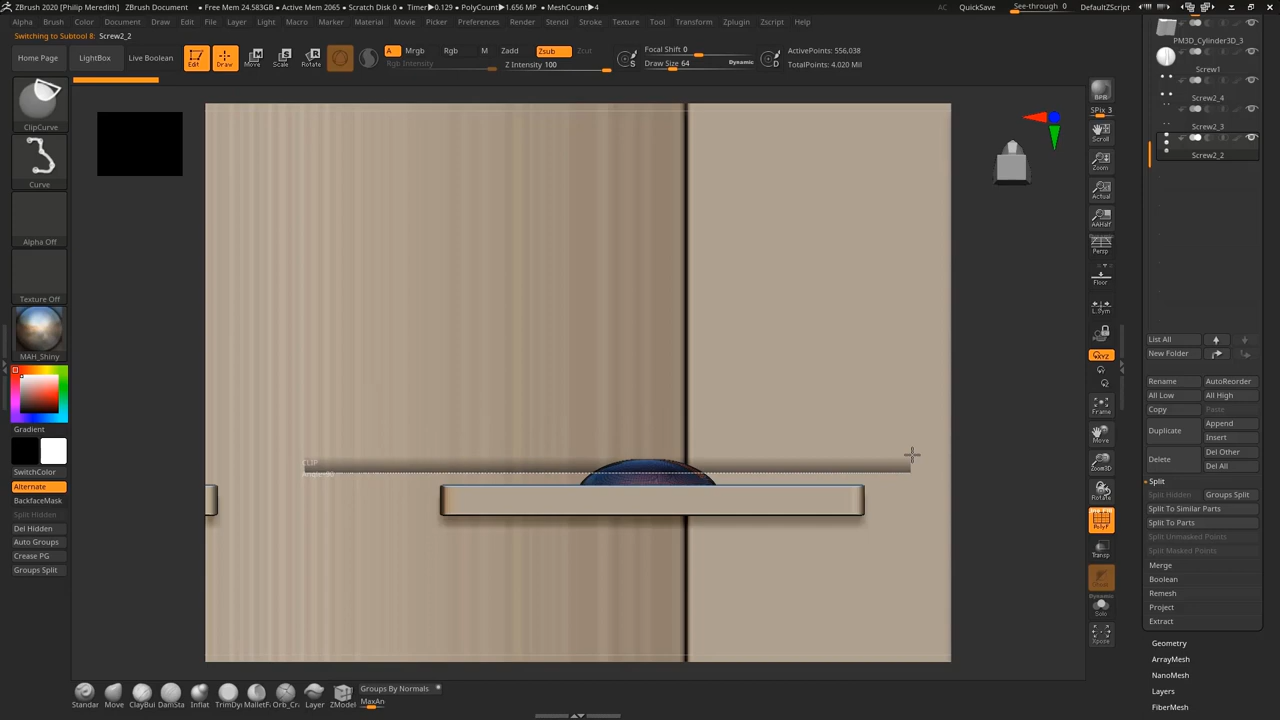 ZBrush 2020 [Philip Meredith] ZBrush Document • Free Mem 24.583GB • Active Mem 2065 • Scratch Disk 0 • Timer▶0.129 • PolyCount▶1.656 MP • MeshCount▶4 AC QuickSave See-through 0 Menus DefaultZScript
Alpha Brush Color Document Draw Edit File Layer Light Macro Marker Material Movie Picker Preferences Render Stencil Stroke Texture Tool Transform Zplugin Zscript Help
Switching to Subtool 8: Screw2_2
Home Page LightBox Live Boolean Edit Draw Move Scale Rotate A Mrgb Rgb M Zadd Zsub Zcut
Rgb Intensity Z Intensity 100
Focal Shift 0
Draw Size 64 Dynamic
ActivePoints: 556,038
TotalPoints: 4.020 Mil
ClipCurve
Curve
Alpha Off
Texture Off
MAH_Shiny
Gradient
SwitchColor
Alternate
BackfaceMask
Split Hidden
Del Hidden
Auto Groups
Crease PG
Groups Split
CLIP
BPR
SPix 3
Scroll
Zoom
Actual
AAHalf
Dynamic
Persp
Floor
L.Sym
XYZ
Frame
Move
Zoom3D
Rotate
PolyF
Transp
Dynamic
Solo
Xpose
PM3D_Cylinder3D_3
Screw1
Screw2_4
Screw2_3
Screw2_2
List All
New Folder
Rename AutoReorder
All Low All High
Copy Paste
Duplicate Append
Insert
Delete Del Other
Del All
Split
Split Hidden Groups Split
Split To Similar Parts
Split To Parts
Split Unmasked Points
Split Masked Points
Merge
Boolean
Remesh
Project
Extract
Geometry
ArrayMesh
NanoMesh
Layers
FiberMesh
Standar Move ClayBui DamSta Inflat TrimDy MalletF Orb_Cra Layer ZModel
Groups By Normals
MaxAn